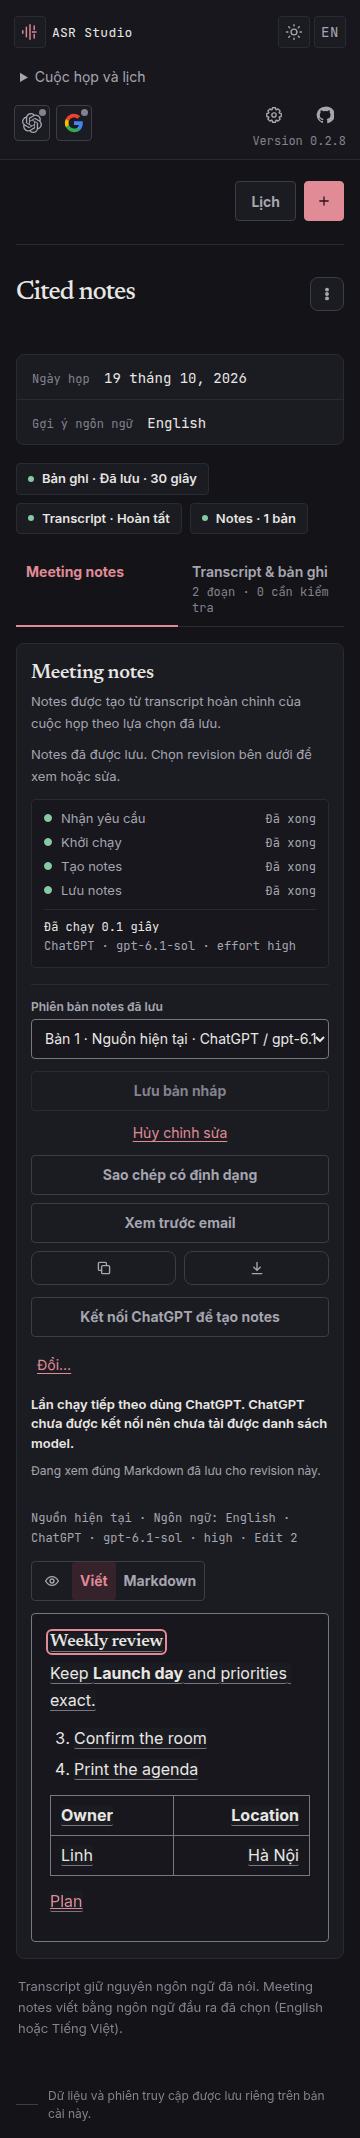 ASR Studio
EN
Cuộc họp và lịch
Version 0.2.8
Lịch
+
Cited notes
Ngày họp 19 tháng 10, 2026
Gợi ý ngôn ngữ English
Bản ghi · Đã lưu · 30 giây
Transcript · Hoàn tất
Notes · 1 bản
Meeting notes
Transcript & bản ghi
2 đoạn · 0 cần kiểm
tra
Meeting notes
Notes được tạo từ transcript hoàn chỉnh của
cuộc họp theo lựa chọn đã lưu.
Notes đã được lưu. Chọn revision bên dưới để
xem hoặc sửa.
Nhận yêu cầu Đã xong
Khởi chạy Đã xong
Tạo notes Đã xong
Lưu notes Đã xong
Đã chạy 0.1 giây
ChatGPT · gpt-6.1-sol · effort high
Phiên bản notes đã lưu
Bản 1 · Nguồn hiện tại · ChatGPT / gpt-6.1
Lưu bản nháp
Hủy chỉnh sửa
Sao chép có định dạng
Xem trước email
Kết nối ChatGPT để tạo notes
Đổi...
Lần chạy tiếp theo dùng ChatGPT. ChatGPT
chưa được kết nối nên chưa tải được danh sách
model.
Đang xem đúng Markdown đã lưu cho revision này.
Nguồn hiện tại · Ngôn ngữ: English ·
ChatGPT · gpt-6.1-sol · high · Edit 2
Viết
Markdown
Weekly review
Keep Launch day and priorities
exact.
3. Confirm the room
4. Print the agenda
Owner Location
Linh Hà Nội
Plan
Transcript giữ nguyên ngôn ngữ đã nói. Meeting
notes viết bằng ngôn ngữ đầu ra đã chọn (English
hoặc Tiếng Việt).
Dữ liệu và phiên truy cập được lưu riêng trên bản
cài này.